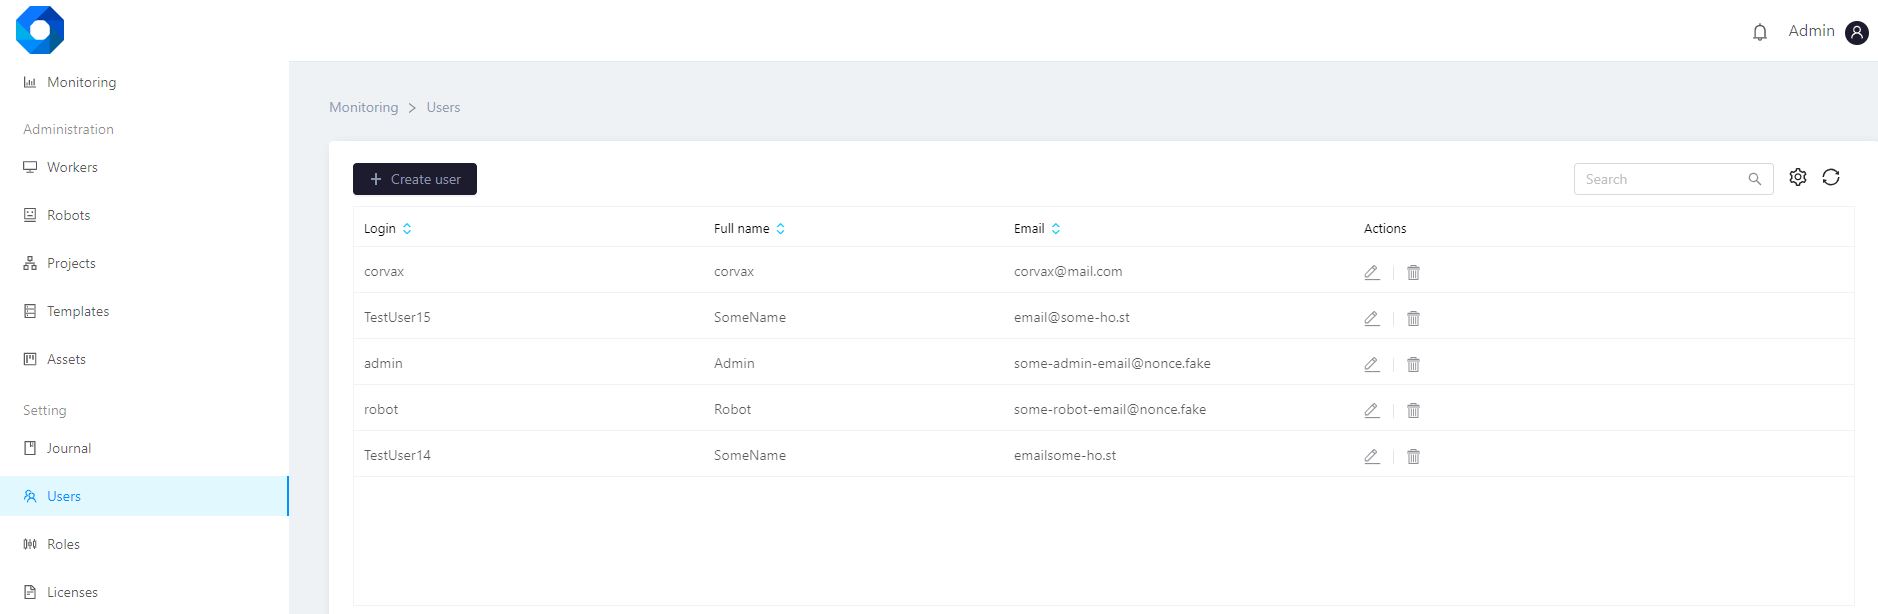 Admin
Monitoring
Administration
Workers
Robots
Projects
Templates
Assets
Setting
Journal
Users
Roles
Licenses
Monitoring > Users
+ Create user
Search
Login Full name Email Actions
corvax corvax corvax@mail.com
TestUser15 SomeName email@some-ho.st
admin Admin some-admin-email@nonce.fake
robot Robot some-robot-email@nonce.fake
TestUser14 SomeName emailsome-ho.st